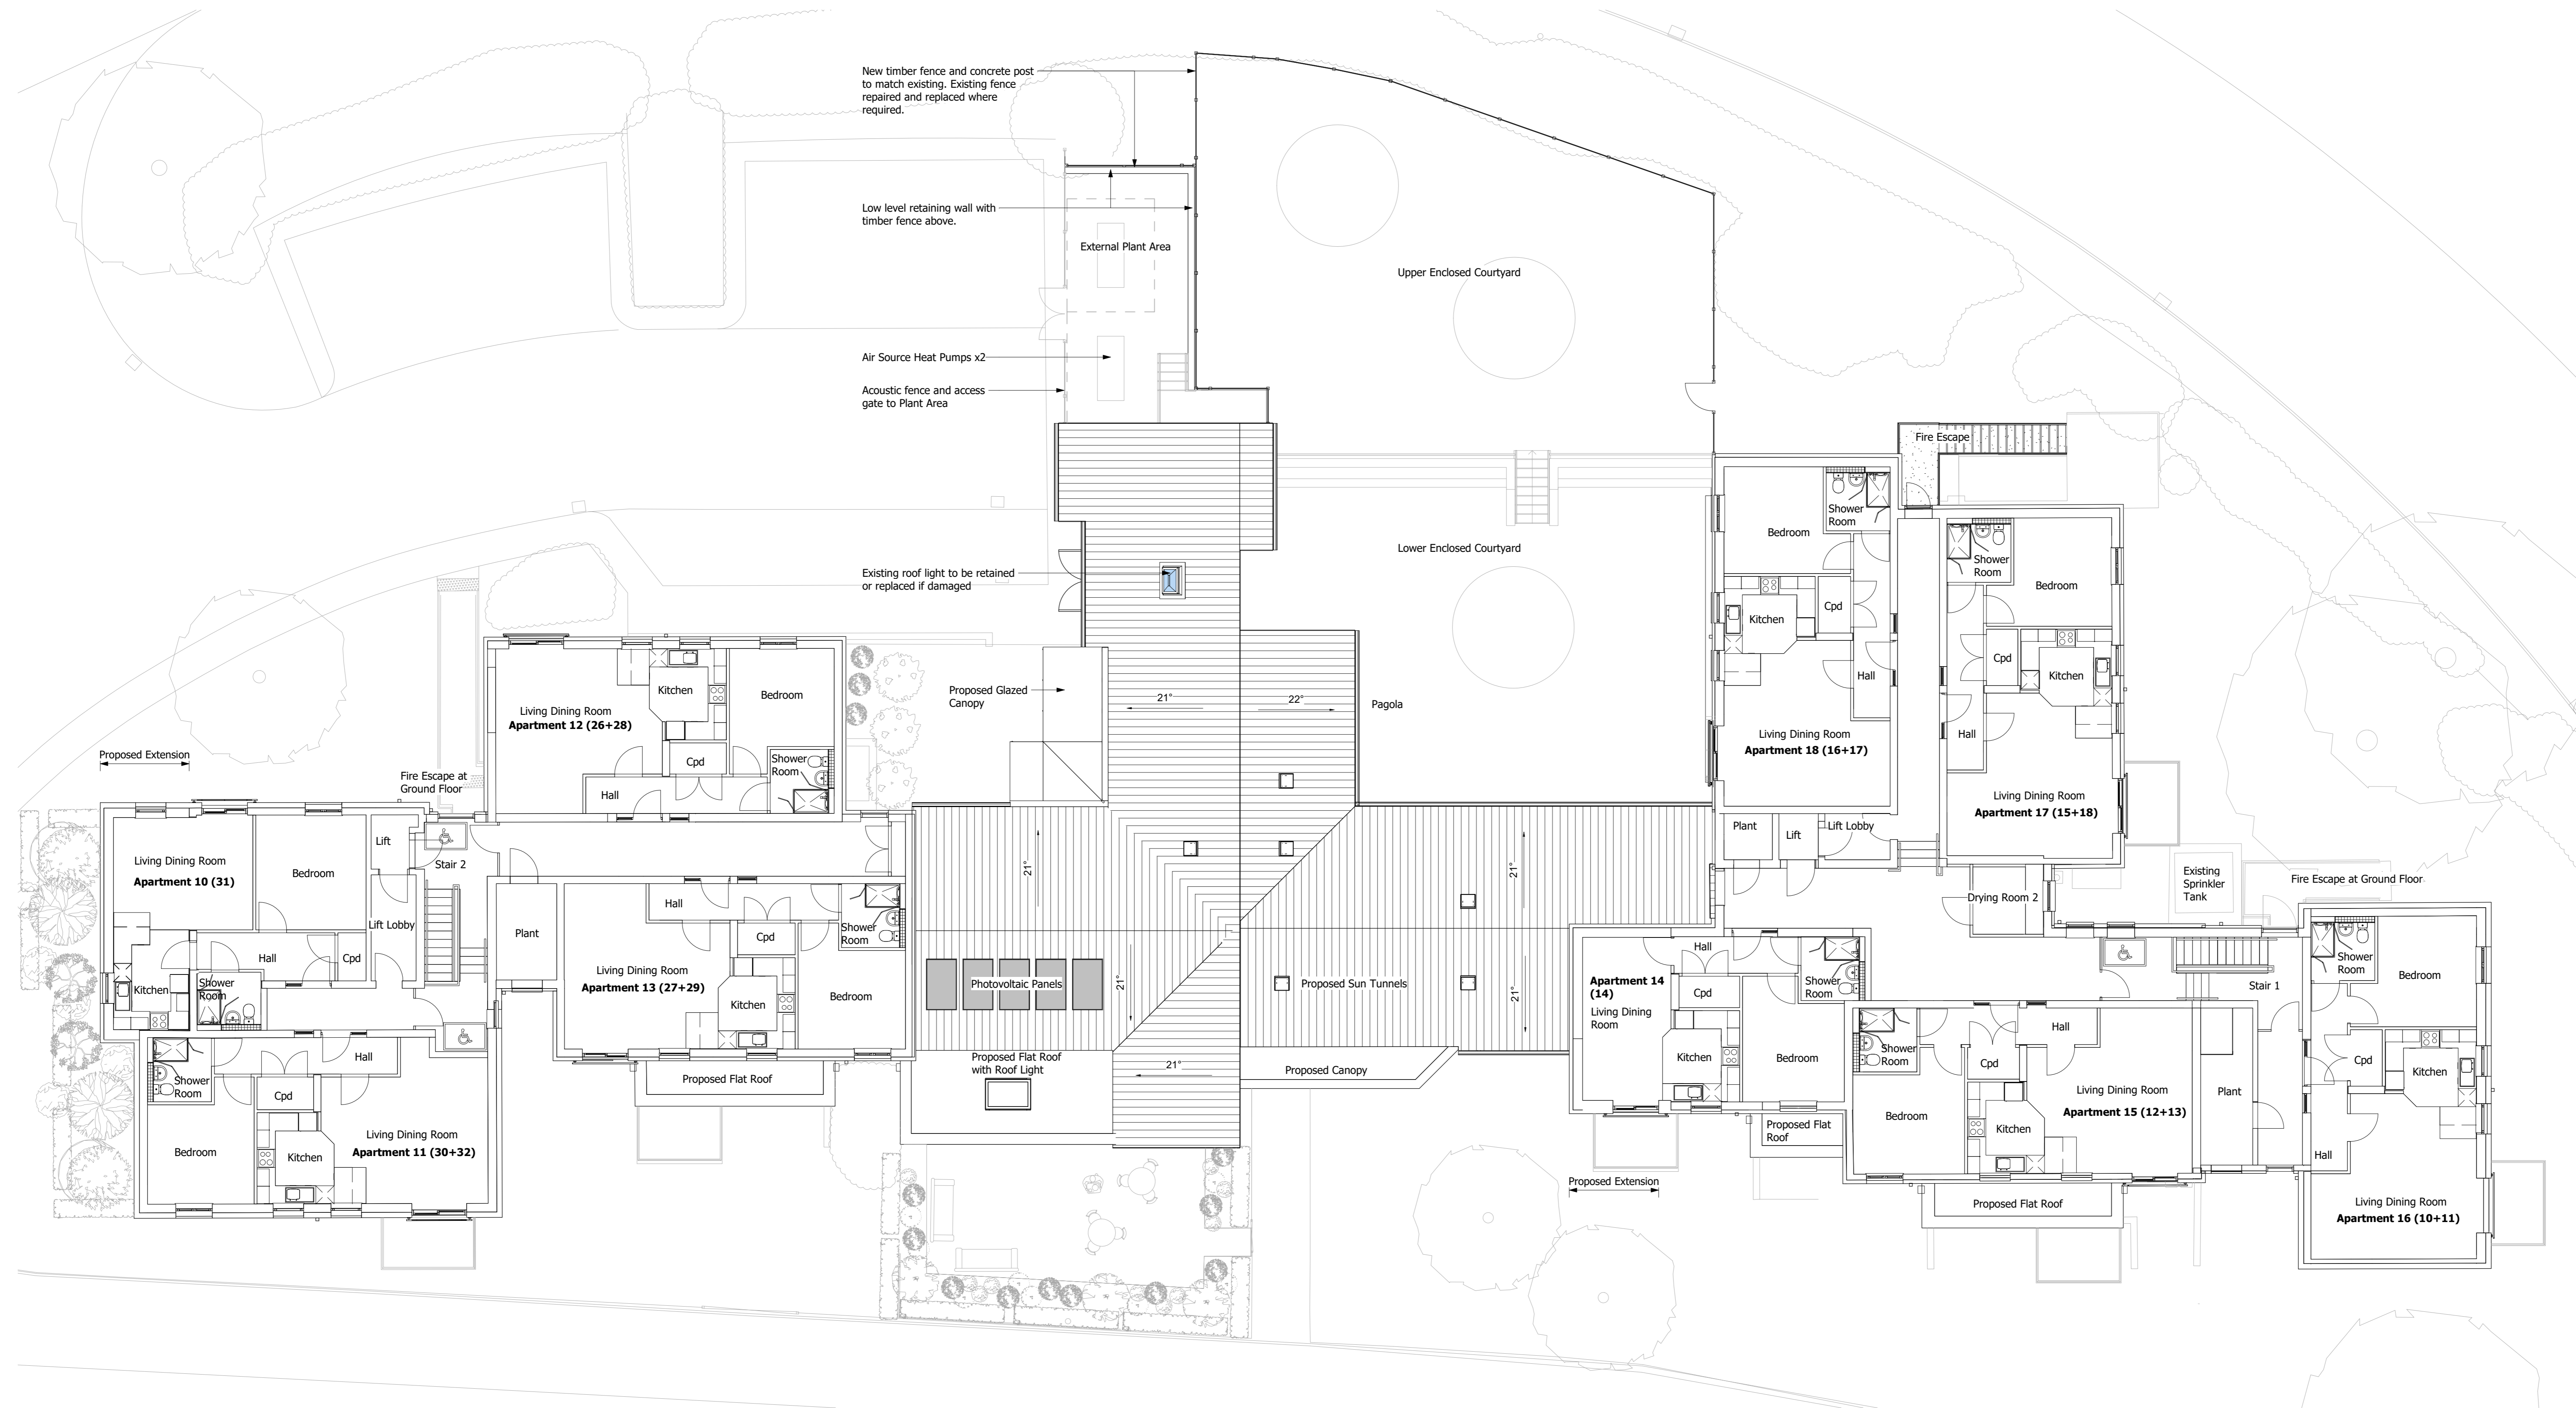 New timber fence and concrete post
to match existing. Existing fence
repaired and replaced where
required.
Low level retaining wall with
timber fence above.
External Plant Area
Upper Enclosed Courtyard
Air Source Heat Pumps x2
Acoustic fence and access
gate to Plant Area
Existing roof light to be retained
or replaced if damaged
Lower Enclosed Courtyard
Proposed Glazed
Canopy
21°
22°
Pagola
Proposed Extension
Fire Escape at
Ground Floor
Living Dining Room
Apartment 12 (26+28)
Kitchen
Bedroom
Cpd
Shower
Room
Hall
Living Dining Room
Apartment 10 (31)
Bedroom
Lift
Stair 2
Lift Lobby
Hall
Cpd
Kitchen
Shower
Room
Plant
Hall
Cpd
Shower
Room
Living Dining Room
Apartment 13 (27+29)
Kitchen
Bedroom
Hall
Shower
Room
Cpd
Living Dining Room
Apartment 11 (30+32)
Bedroom
Kitchen
Proposed Flat Roof
21°
Photovoltaic Panels
21°
Proposed Flat Roof
with Roof Light
21°
21°
Proposed Sun Tunnels
21°
Proposed Canopy
Fire Escape
Bedroom
Shower
Room
Kitchen
Cpd
Hall
Living Dining Room
Apartment 18 (16+17)
Shower
Room
Bedroom
Cpd
Kitchen
Hall
Living Dining Room
Apartment 17 (15+18)
Plant
Lift
Lift Lobby
Drying Room 2
Existing
Sprinkler
Tank
Fire Escape at Ground Floor
Apartment 14
(14)
Living Dining
Room
Hall
Cpd
Shower
Room
Kitchen
Bedroom
Proposed Flat
Roof
Proposed Extension
Shower
Room
Hall
Cpd
Bedroom
Kitchen
Living Dining Room
Apartment 15 (12+13)
Plant
Proposed Flat Roof
Stair 1
Shower
Room
Bedroom
Cpd
Kitchen
Hall
Living Dining Room
Apartment 16 (10+11)